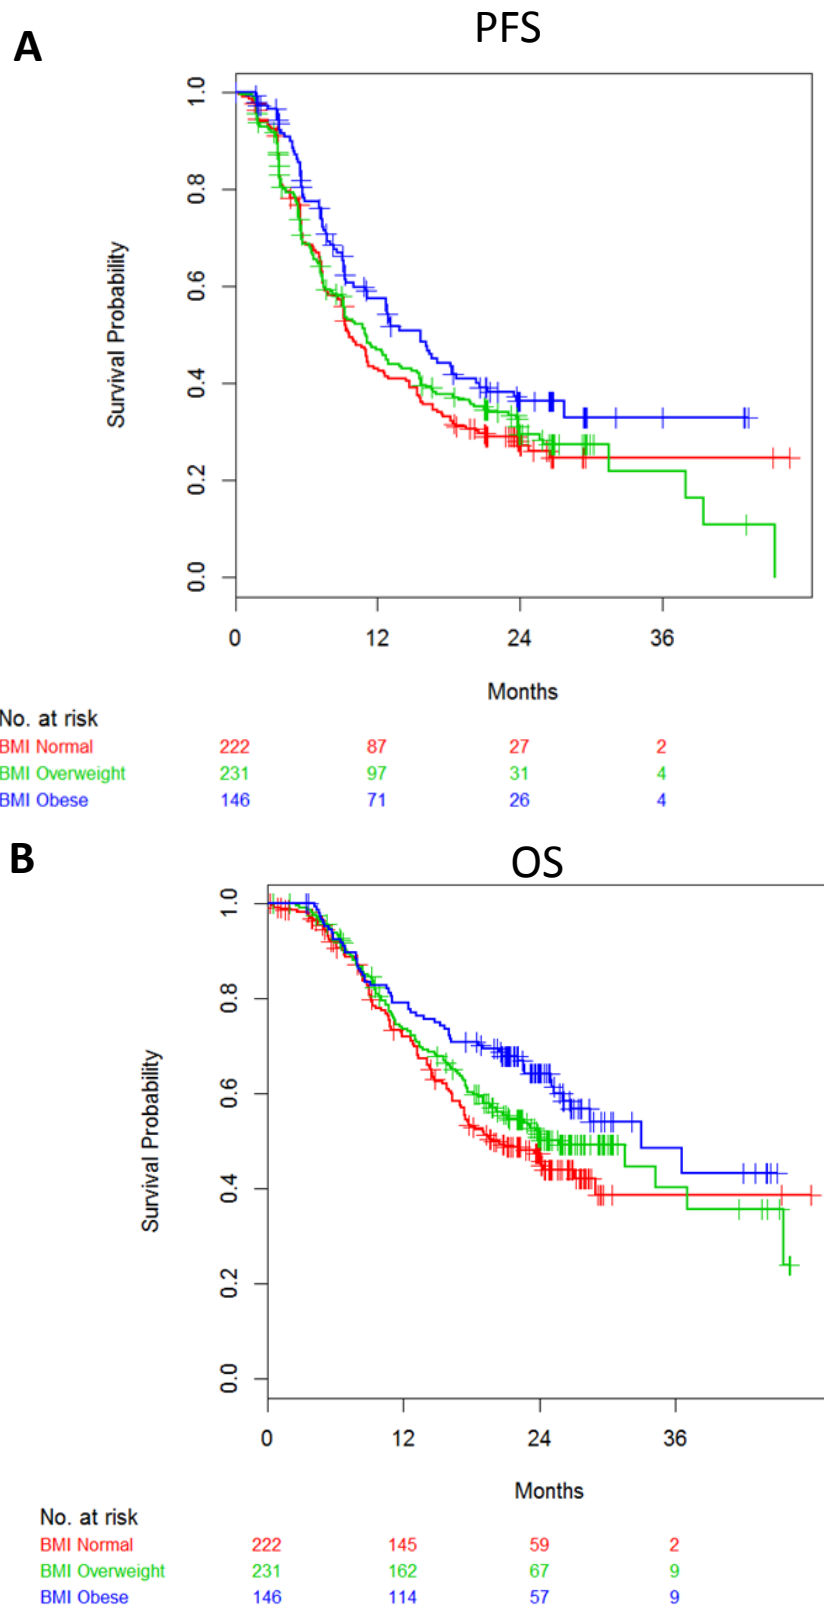 A
PFS
Survival Probability
1.0
0.8
0.6
0.4
0.2
0.0
0 12 24 36
Months
No. at risk
BMI Normal 222 87 27 2
BMI Overweight 231 97 31 4
BMI Obese 146 71 26 4
B
OS
Survival Probability
1.0
0.8
0.6
0.4
0.2
0.0
0 12 24 36
Months
No. at risk
BMI Normal 222 145 59 2
BMI Overweight 231 162 67 9
BMI Obese 146 114 57 9